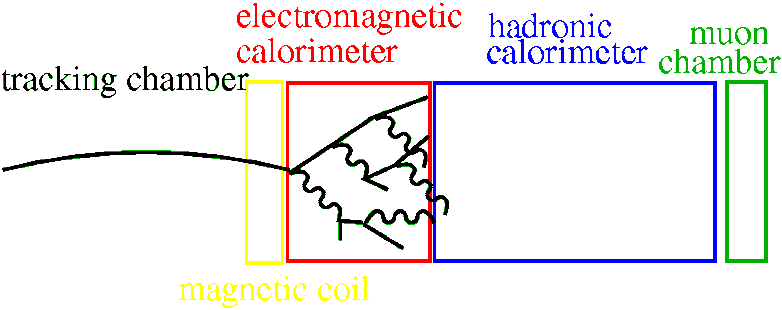 electromagnetic
calorimeter
hadronic
calorimeter
muon
chamber
tracking chamber
magnetic coil